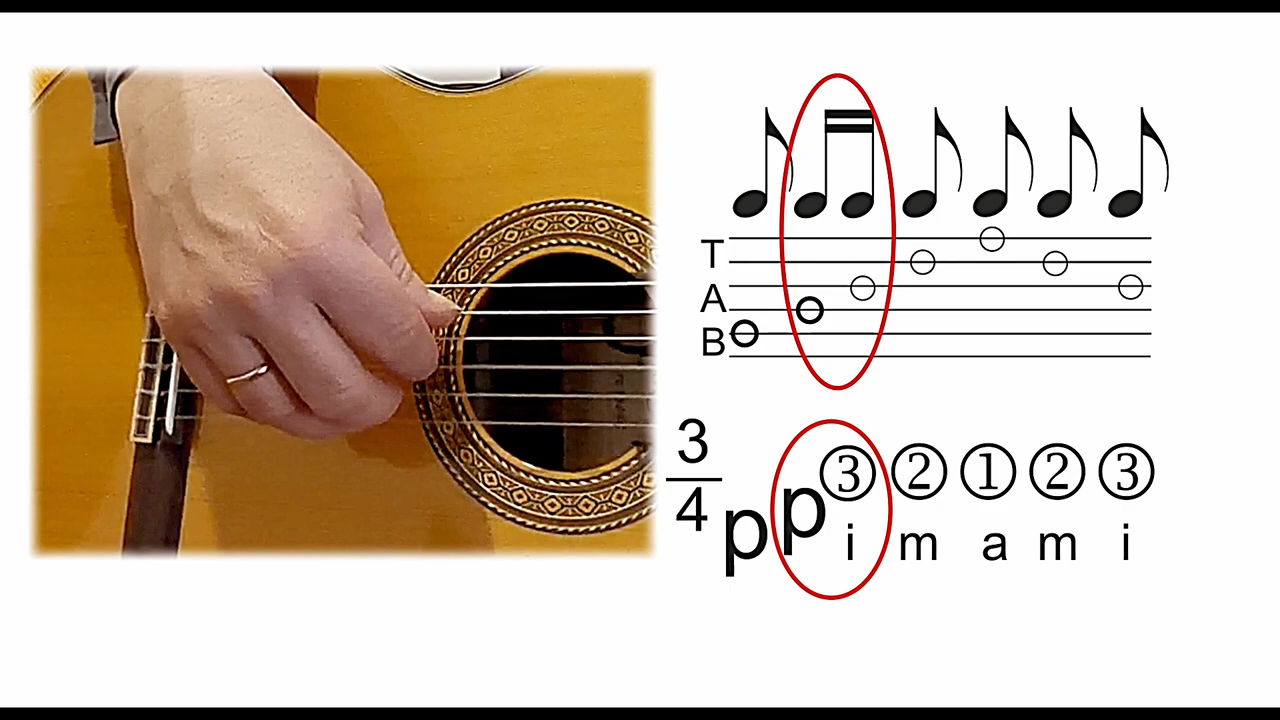 T
A
B
3
4
p p ③ ② ① ② ③
i m a m i